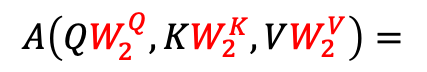 $A(QW_2^Q, KW_2^K, VW_2^V) =$